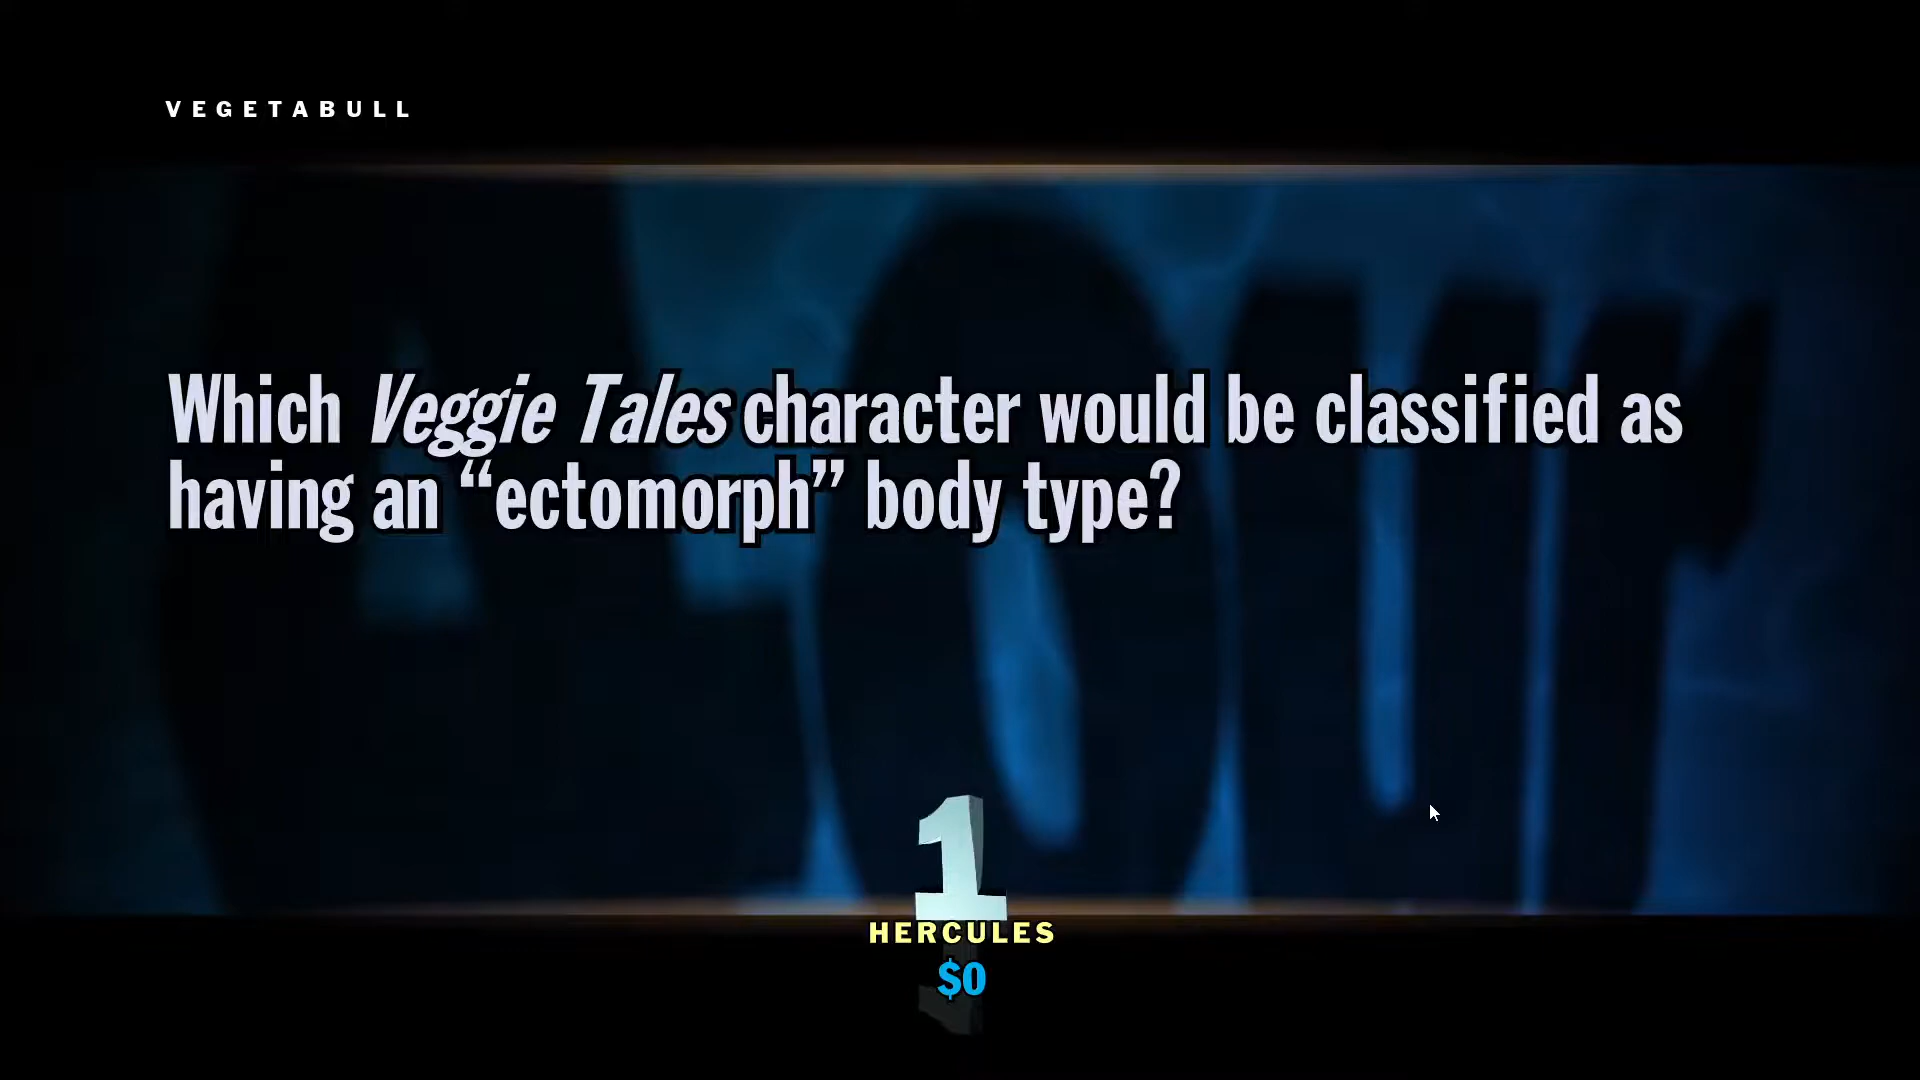 VEGETABULL
Which Veggie Tales character would be classified as
having an “ectomorph” body type?
1
HERCULES
$0